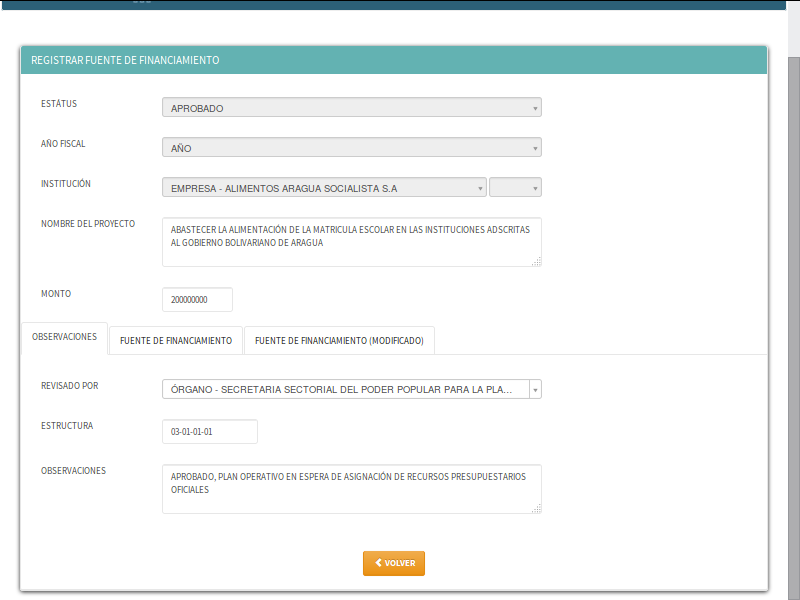 REGISTRAR FUENTE DE FINANCIAMIENTO
ESTÁTUS
APROBADO
AÑO FISCAL
AÑO
INSTITUCIÓN
EMPRESA - ALIMENTOS ARAGUA SOCIALISTA S.A
NOMBRE DEL PROYECTO
ABASTECER LA ALIMENTACIÓN DE LA MATRICULA ESCOLAR EN LAS INSTITUCIONES ADSCRITAS
AL GOBIERNO BOLIVARIANO DE ARAGUA
MONTO
200000000
OBSERVACIONES
FUENTE DE FINANCIAMIENTO
FUENTE DE FINANCIAMIENTO (MODIFICADO)
REVISADO POR
ÓRGANO - SECRETARIA SECTORIAL DEL PODER POPULAR PARA LA PLA...
ESTRUCTURA
03-01-01-01
OBSERVACIONES
APROBADO, PLAN OPERATIVO EN ESPERA DE ASIGNACIÓN DE RECURSOS PRESUPUESTARIOS
OFICIALES
VOLVER